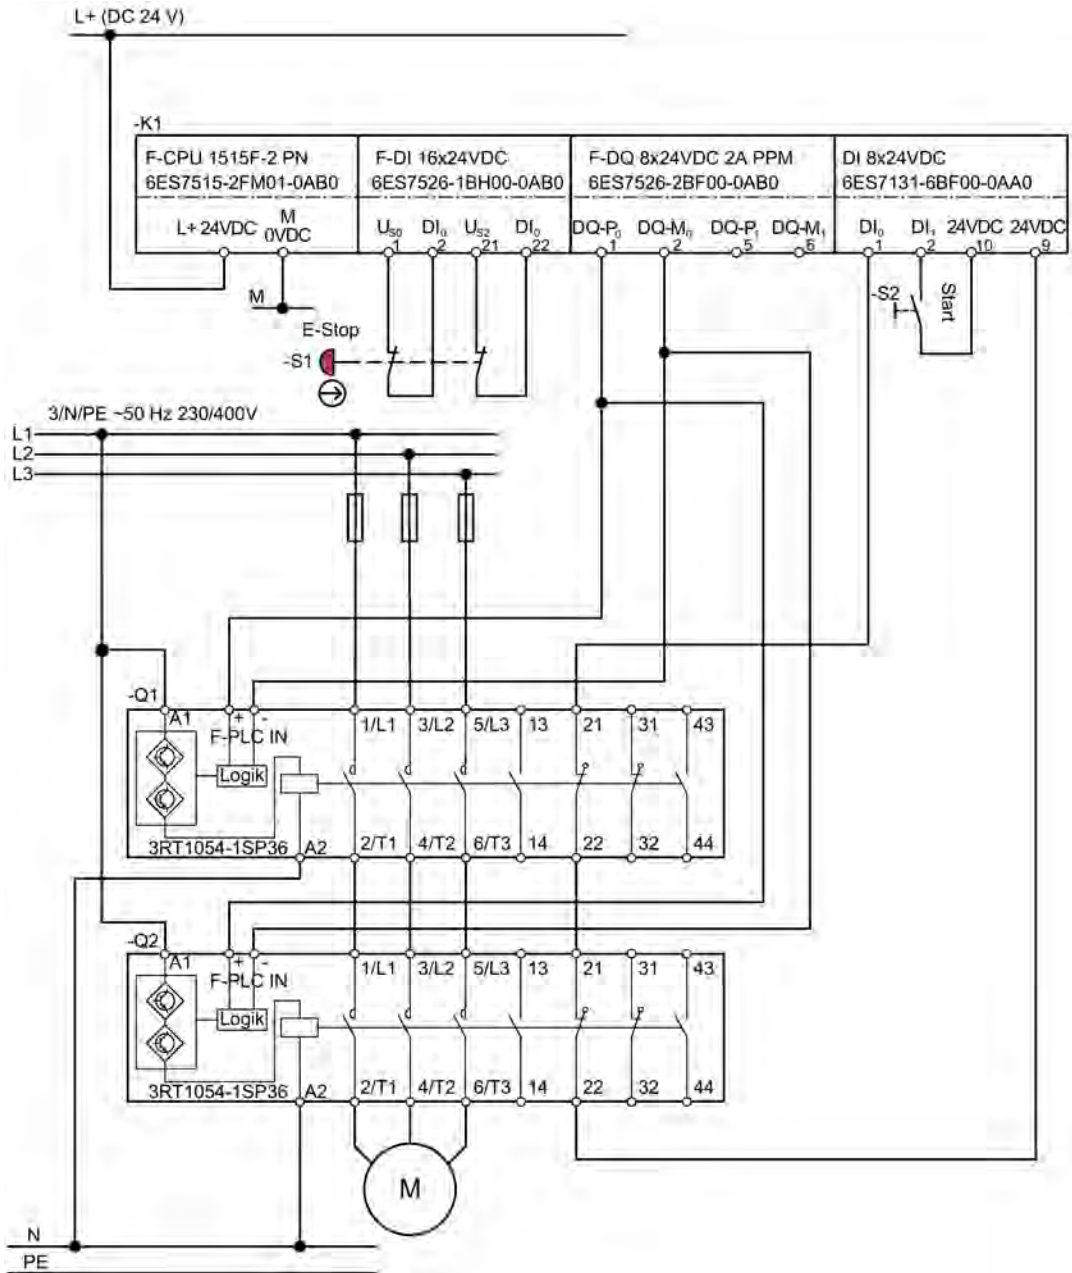 L+ (DC 24 V)
-K1
F-CPU 1515F-2 PN
6ES7515-2FM01-0AB0
F-DI 16x24VDC
6ES7526-1BH00-0AB0
F-DQ 8x24VDC 2A PPM
6ES7526-2BF00-0AB0
DI 8x24VDC
6ES7131-6BF00-0AA0
L+ 24VDC
M
0VDC
US0 DI0 US2 DI0
1 2 21 22
DQ-P0 DQ-M0 DQ-P1 DQ-M1
1 2 5 6
DI0 DI1 24VDC 24VDC
1 2 10 9
M
E-Stop
-S1
-S2
Start
3/N/PE ~50 Hz 230/400V
L1
L2
L3
-Q1
A1 + - 1/L1 3/L2 5/L3 13 21 31 43
F-PLC IN
Logik
3RT1054-1SP36 A2 2/T1 4/T2 6/T3 14 22 32 44
-Q2
A1 + - 1/L1 3/L2 5/L3 13 21 31 43
F-PLC IN
Logik
3RT1054-1SP36 A2 2/T1 4/T2 6/T3 14 22 32 44
M
N
PE